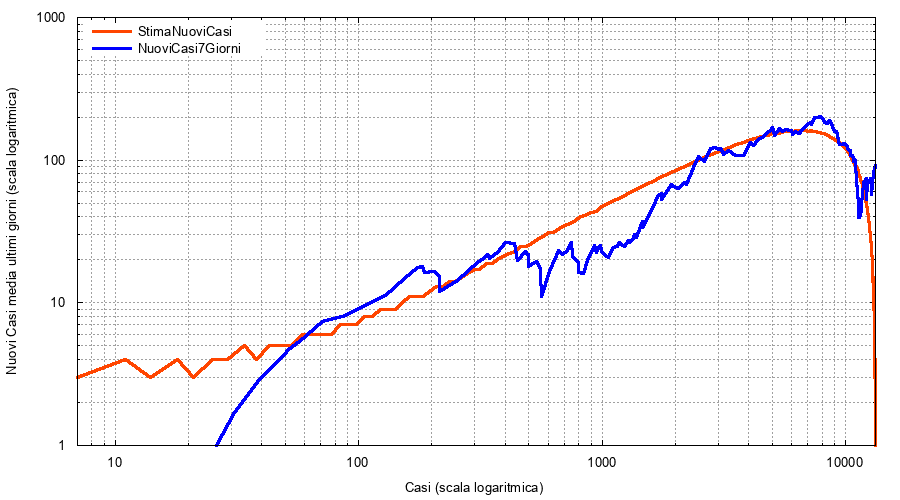 1000
StimaNuoviCasi
NuoviCasi7Giorni
100
10
1
10 100 1000 10000
Nuovi Casi media ultimi giorni (scala logaritmica)
Casi (scala logaritmica)